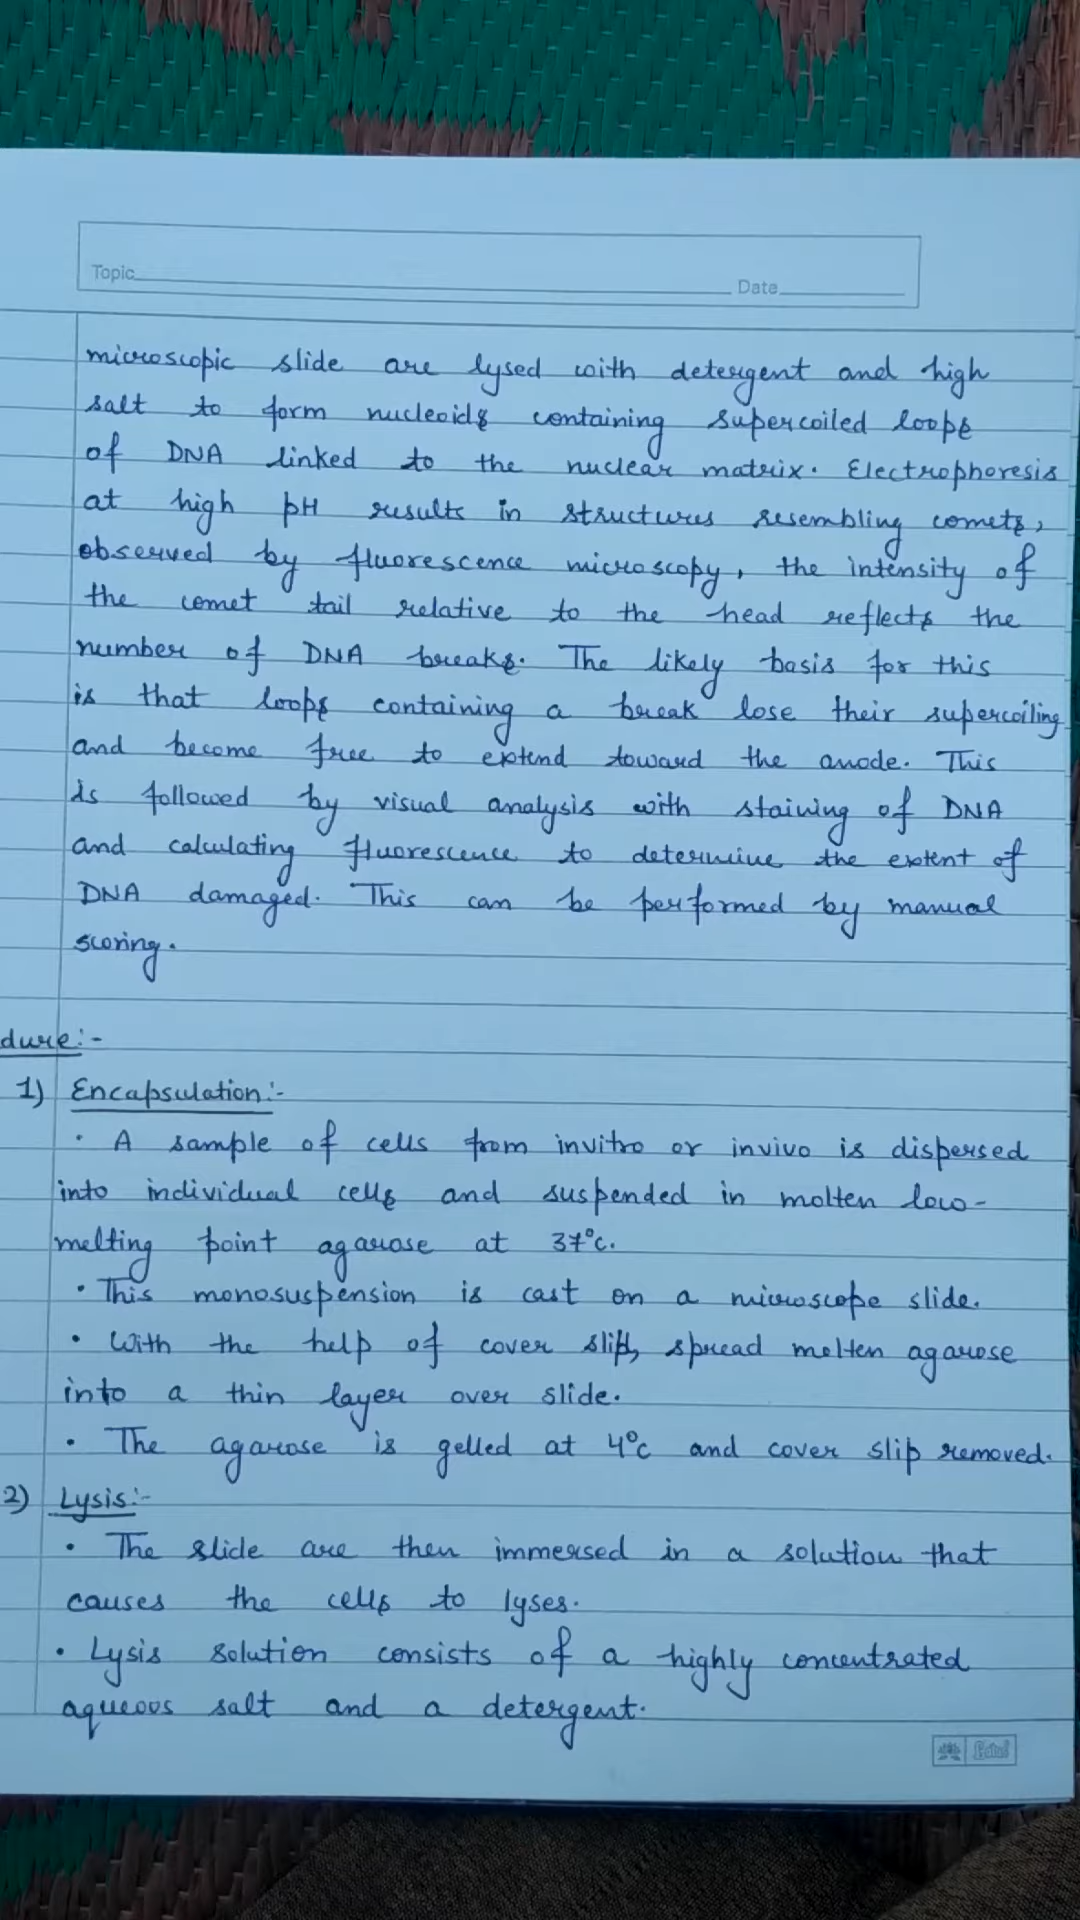 Topic Date
microscopic slide are lysed with detergent and high
salt to form nucleoids containing supercoiled loops
of DNA linked to the nuclear matrix. Electrophoresis
at high pH results in structures resembling comets,
observed by fluorescence microscopy, the intensity of
the comet tail relative to the head reflects the
number of DNA breaks. The likely basis for this
is that loops containing a break lose their supercoiling
and become free to extend toward the anode. This
is followed by visual analysis with staining of DNA
and calculating fluorescence to determine the extent of
DNA damaged. This can be performed by manual
scoring.
dure:-
1) Encapsulation:-
· A sample of cells from invitro or invivo is dispersed
into individual cells and suspended in molten low-
melting point agarose at 37°c.
· This monosuspension is cast on a microscope slide.
· With the help of cover slip, spread molten agarose
into a thin layer over slide.
· The agarose is gelled at 4°c and cover slip removed.
2) Lysis:-
· The slide are then immersed in a solution that
causes the cells to lyses.
· Lysis solution consists of a highly concentrated
aqueous salt and a detergent.